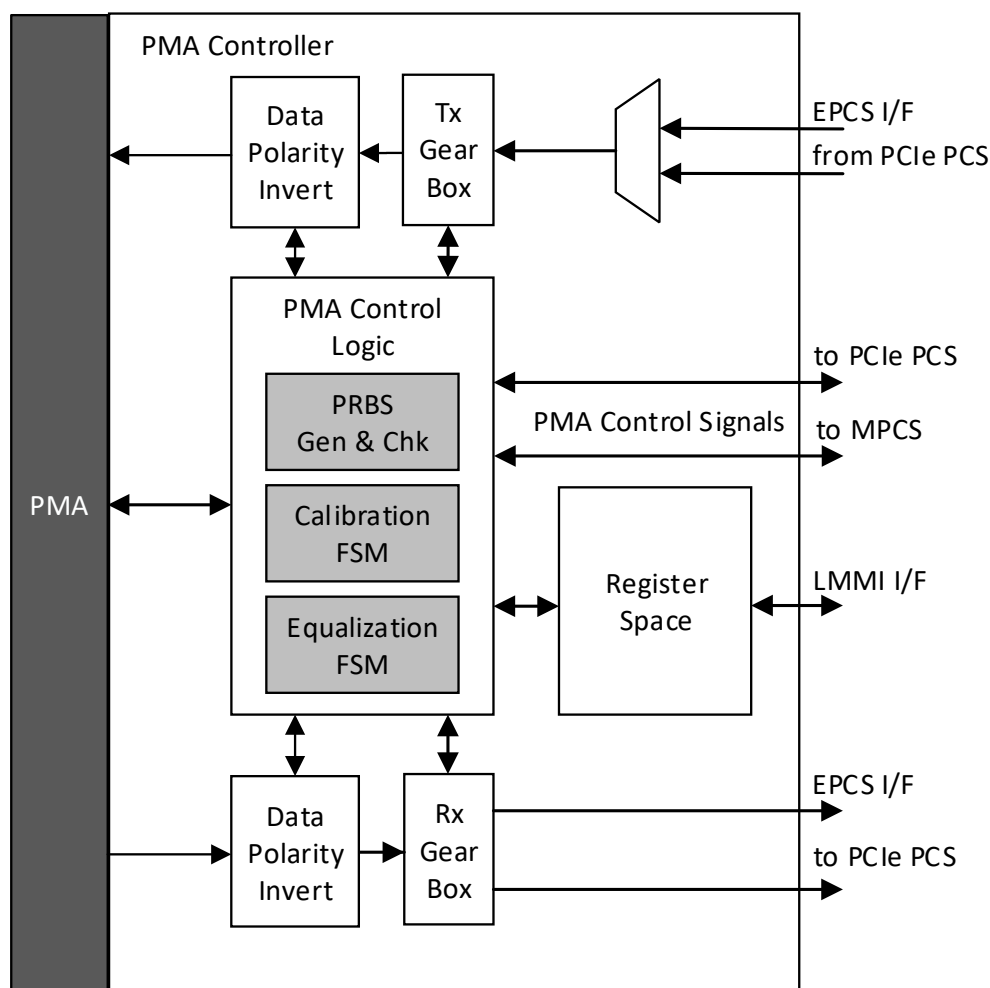 PMA Controller
Data
Polarity
Invert
Tx
Gear
Box
EPCS I/F
from PCIe PCS
PMA Control
Logic
PRBS
Gen & Chk
Calibration
FSM
Equalization
FSM
to PCIe PCS
PMA Control Signals
to MPCS
PMA
Register
Space
LMMI I/F
Data
Polarity
Invert
Rx
Gear
Box
EPCS I/F
to PCIe PCS